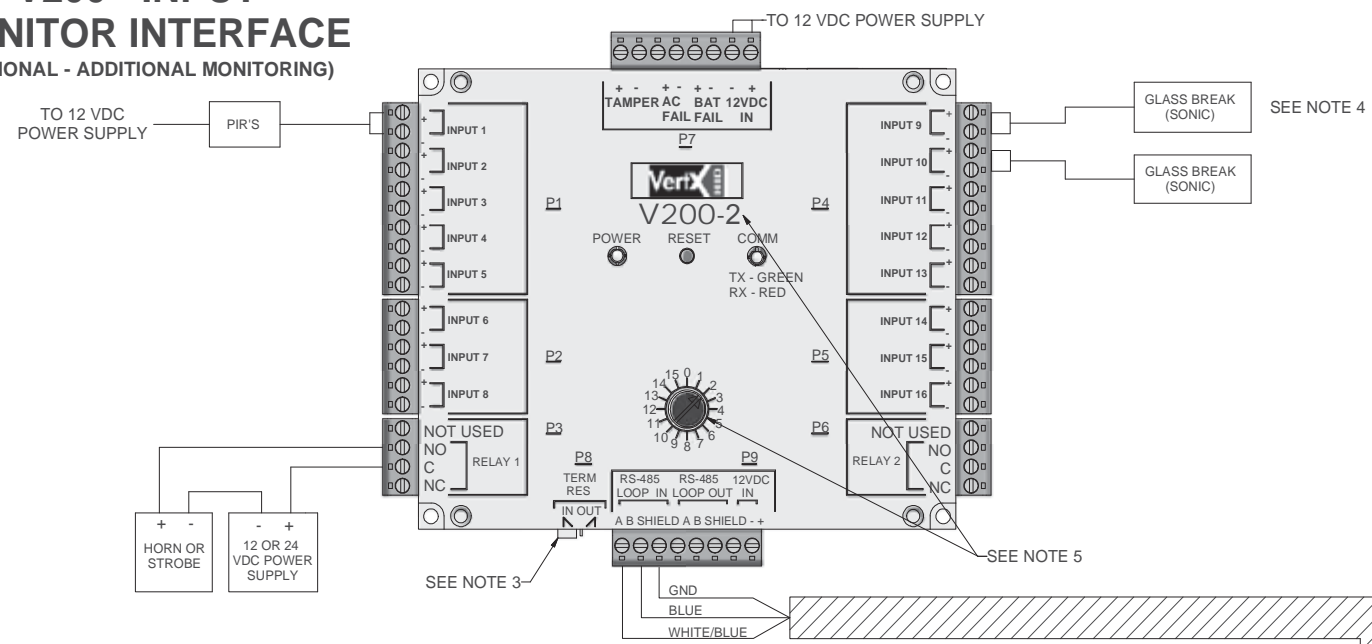 V200 - INPUT
NITOR INTERFACE
IONAL - ADDITIONAL MONITORING)
TO 12 VDC POWER SUPPLY
TO 12 VDC
POWER SUPPLY
PIR'S
+ - + - + - - +
TAMPER AC BAT 12VDC
FAIL FAIL IN
P7
VertX HID
V200-2
POWER RESET COMM
TX - GREEN
RX - RED
+ INPUT 1 -
+ INPUT 2 -
+ INPUT 3 -
+ INPUT 4 -
+ INPUT 5 -
P1
+ INPUT 6 -
+ INPUT 7 -
+ INPUT 8 -
P2
NOT USED
NO
C
NC
RELAY 1
P3
INPUT 9 + -
INPUT 10 + -
INPUT 11 + -
INPUT 12 + -
INPUT 13 + -
P4
INPUT 14 + -
INPUT 15 + -
INPUT 16 + -
P5
NOT USED
NO
C
NC
RELAY 2
P6
GLASS BREAK
(SONIC)
SEE NOTE 4
GLASS BREAK
(SONIC)
0 1 2 3 4 5 6 7 8 9 10 11 12 13 14 15
P8
TERM
RES
IN OUT
P9
RS-485 RS-485 12VDC
LOOP IN LOOP OUT IN
A B SHIELD A B SHIELD - +
+ -
HORN OR
STROBE
- +
12 OR 24
VDC POWER
SUPPLY
SEE NOTE 3
SEE NOTE 5
GND
BLUE
WHITE/BLUE